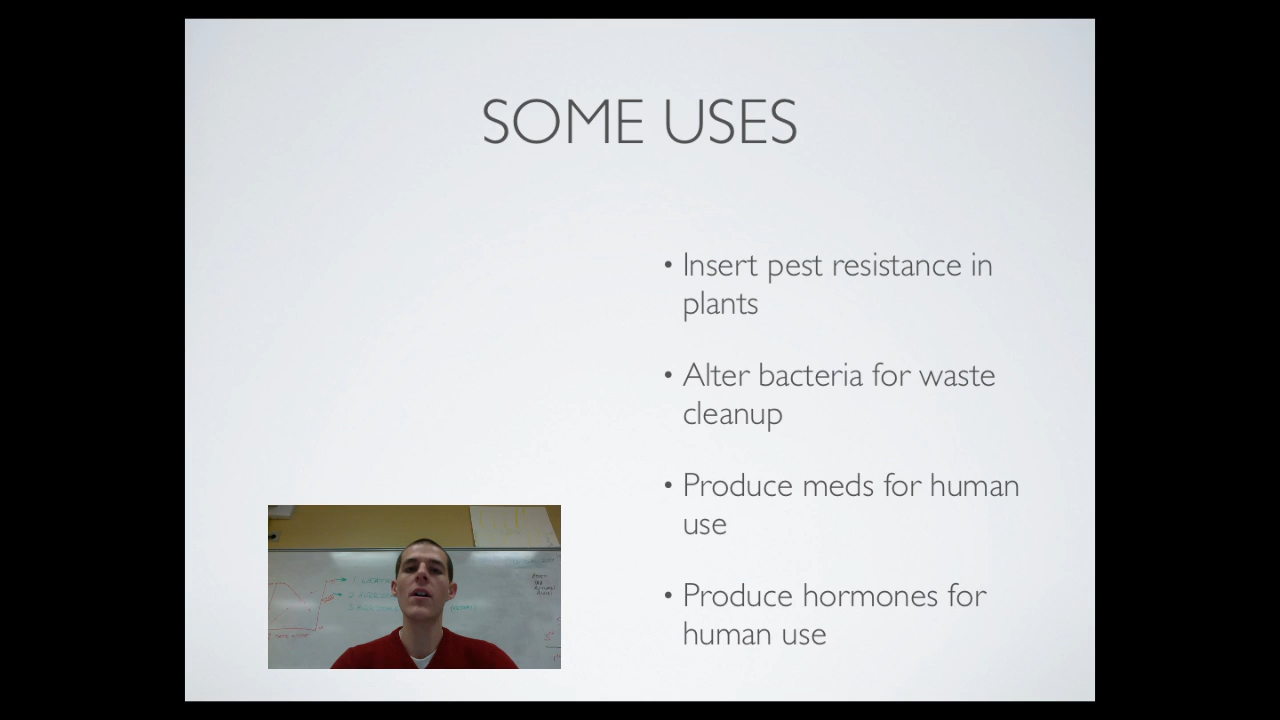 SOME USES
• Insert pest resistance in
plants
• Alter bacteria for waste
cleanup
• Produce meds for human
use
• Produce hormones for
human use